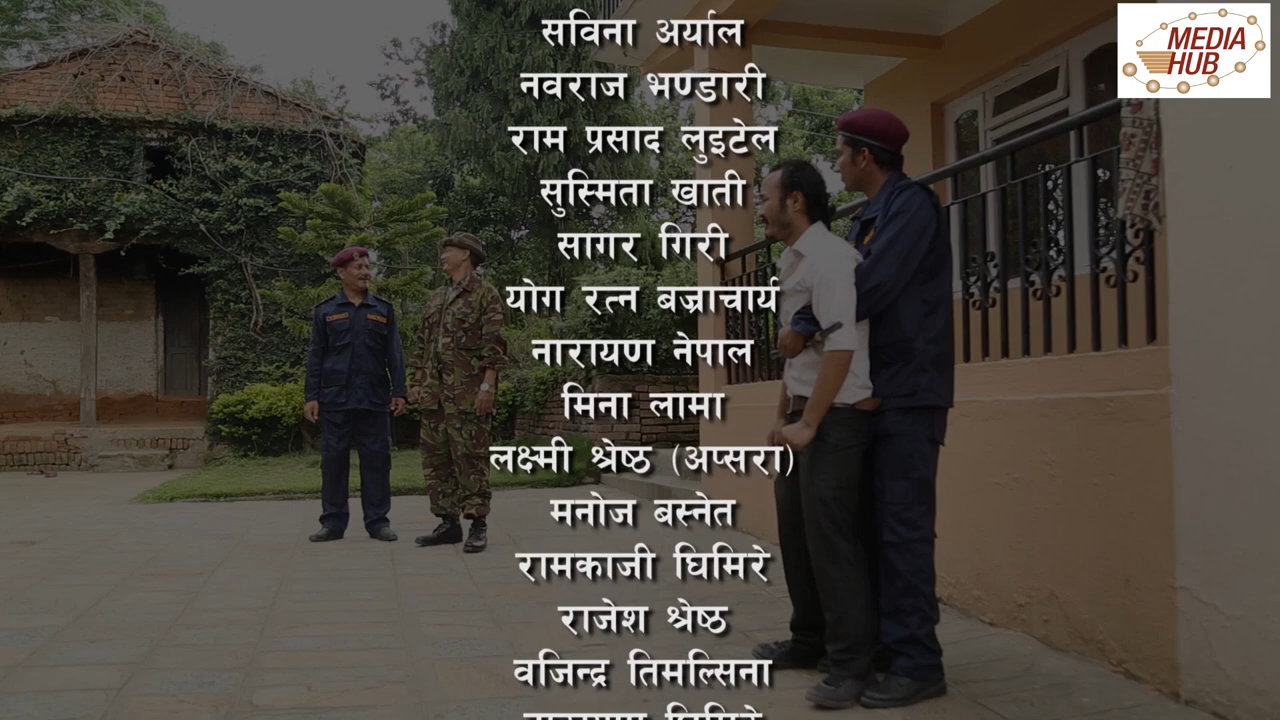 सविना अर्याल
MEDIA
HUB
नवराज भण्डारी
राम प्रसाद लुइटेल
सुस्मिता खाती
सागर गिरी
योग रत्न बज्राचार्य
नारायण नेपाल
मिना लामा
लक्ष्मी श्रेष्ठ (अप्सरा)
मनोज बस्नेत
रामकाजी घिमिरे
राजेश श्रेष्ठ
वजिन्द्र तिमल्सिना